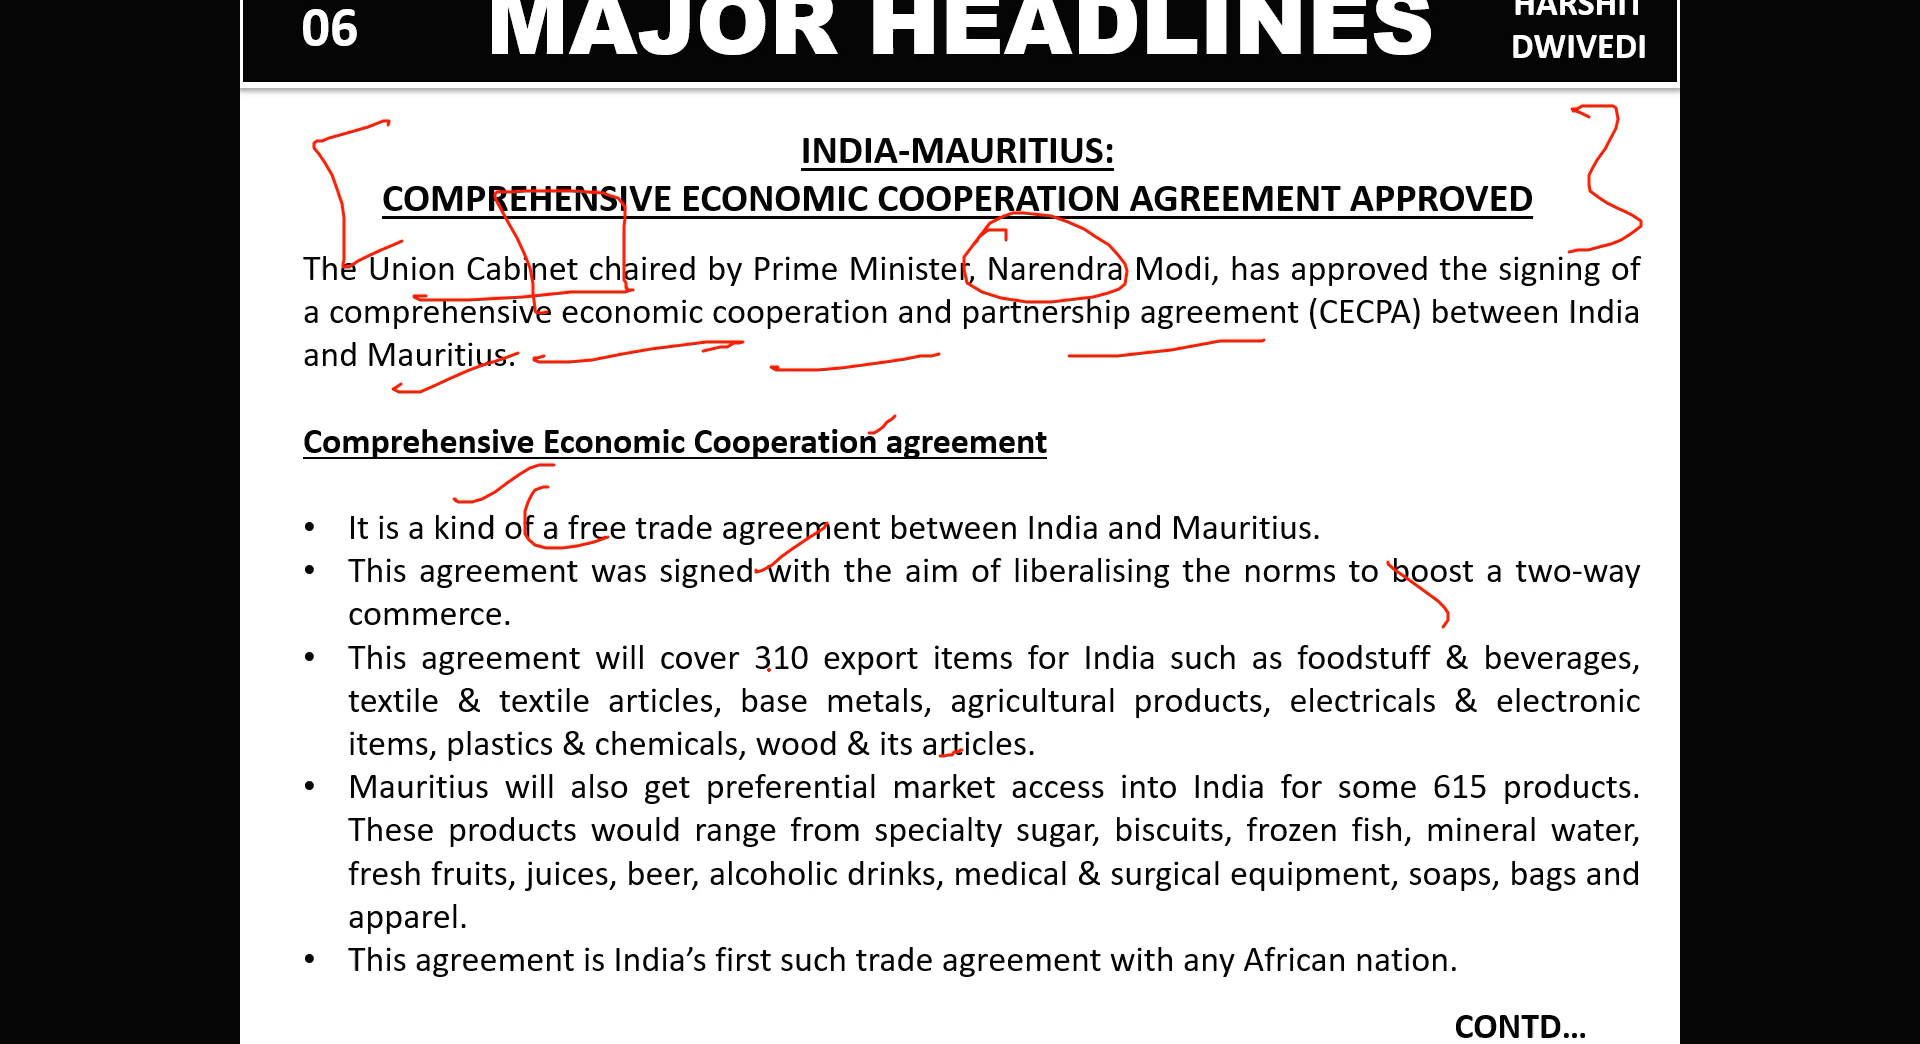 06
MAJOR HEADLINES
HARSHIT
DWIVEDI
INDIA-MAURITIUS:
COMPREHENSIVE ECONOMIC COOPERATION AGREEMENT APPROVED
The Union Cabinet chaired by Prime Minister, Narendra Modi, has approved the signing of
a comprehensive economic cooperation and partnership agreement (CECPA) between India
and Mauritius.
Comprehensive Economic Cooperation agreement
• It is a kind of a free trade agreement between India and Mauritius.
• This agreement was signed with the aim of liberalising the norms to boost a two-way
commerce.
• This agreement will cover 310 export items for India such as foodstuff & beverages,
textile & textile articles, base metals, agricultural products, electricals & electronic
items, plastics & chemicals, wood & its articles.
• Mauritius will also get preferential market access into India for some 615 products.
These products would range from specialty sugar, biscuits, frozen fish, mineral water,
fresh fruits, juices, beer, alcoholic drinks, medical & surgical equipment, soaps, bags and
apparel.
• This agreement is India’s first such trade agreement with any African nation.
CONTD...